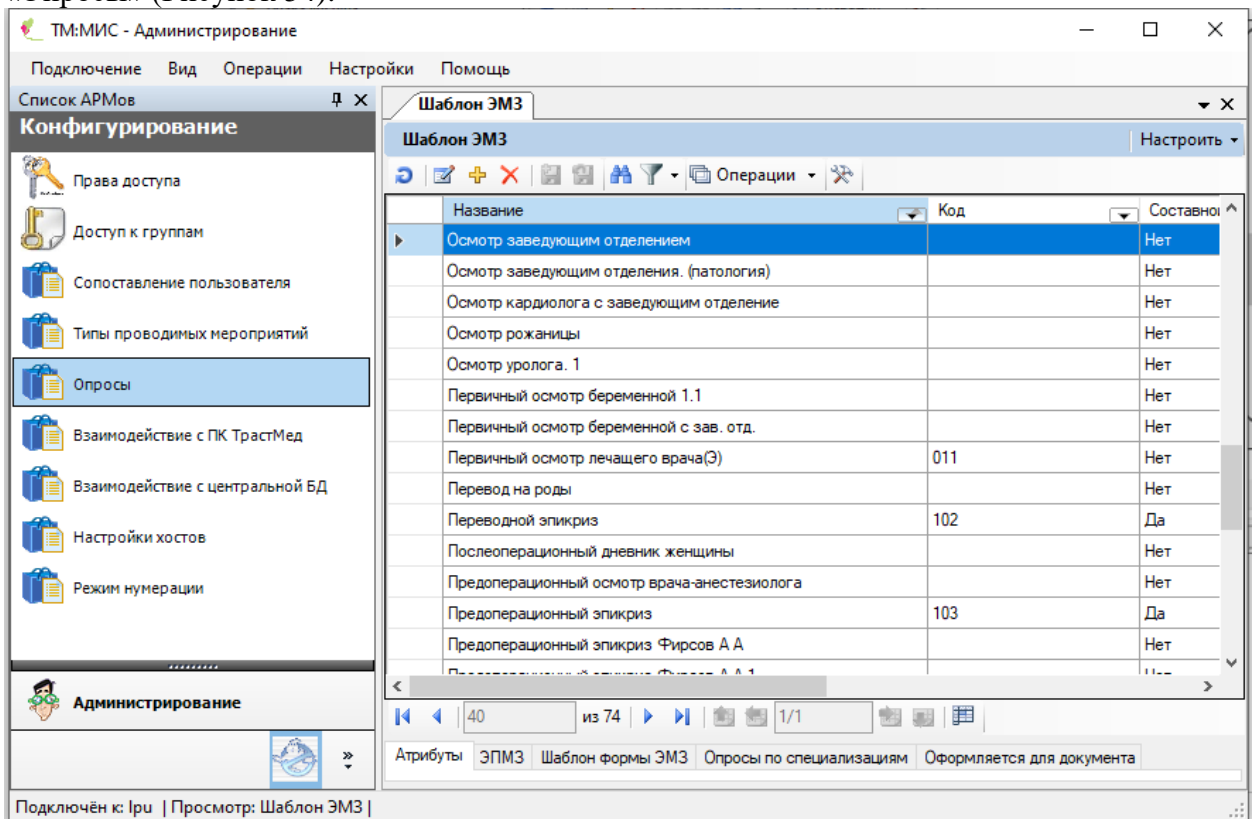 ТМ:МИС - Администрирование
Подключение Вид Операции Настройки Помощь
Список АРМов
Конфигурирование
Права доступа
Доступ к группам
Сопоставление пользователя
Типы проводимых мероприятий
Опросы
Взаимодействие с ПК ТрастМед
Взаимодействие с центральной БД
Настройки хостов
Режим нумерации
Администрирование
Шаблон ЭМЗ
Шаблон ЭМЗ Настроить
Операции
Название Код
Осмотр заведующим отделением Нет
Осмотр заведующим отделения. (патология) Нет
Осмотр кардиолога с заведующим отделение Нет
Осмотр рожаницы Нет
Осмотр уролога. 1 Нет
Первичный осмотр беременной 1.1 Нет
Первичный осмотр беременной с зав. отд. Нет
Первичный осмотр лечащего врача(Э) 011 Нет
Перевод на роды Нет
Переводной эпикриз 102 Да
Послеоперационный дневник женщины Нет
Предоперационный осмотр врача-анестезиолога Нет
Предоперационный эпикриз 103 Да
Предоперационный эпикриз Фирсов А А Нет
40 из 74 1/1
Атрибуты ЭПМЗ Шаблон формы ЭМЗ Опросы по специализациям Оформляется для документа
Подключён к: lpu | Просмотр: Шаблон ЭМЗ |